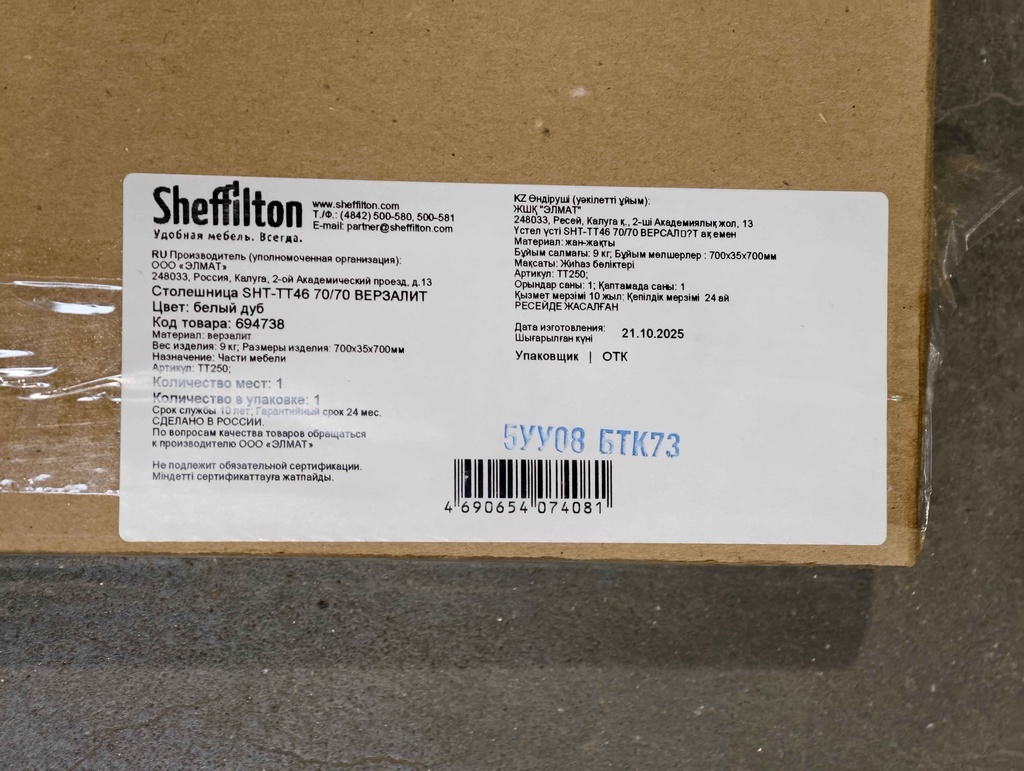 Sheffilton
Удобная мебель. Всегда.
www.sheffilton.com
Т./Ф.: (4842) 500-580, 500-581
E-mail: partner@sheffilton.com
RU Производитель (уполномоченная организация):
ООО «ЭЛМАТ»
248033, Россия, Калуга, 2-ой Академический проезд, д.13
Столешница SHT-TT46 70/70 ВЕРЗАЛИТ
Цвет: белый дуб
Код товара: 694738
Материал: верзалит
Вес изделия: 9 кг; Размеры изделия: 700х35х700мм
Назначение: Части мебели
Артикул: ТТ250;
Количество мест: 1
Количество в упаковке: 1
Срок службы 10 лет; Гарантийный срок 24 мес.
СДЕЛАНО В РОССИИ.
По вопросам качества товаров обращаться
к производителю ООО «ЭЛМАТ»
Не подлежит обязательной сертификации.
Міндетті сертификаттауға жатпайды.
KZ Өндіруші (уәкілетті ұйым):
ЖШҚ "ЭЛМАТ"
248033, Ресей, Калуга қ., 2-ші Академиялық жол, 13
Үстел үсті SHT-TT46 70/70 ВЕРСАЛ□?Т ақ емен
Материал: жан-жақты
Бұйым салмағы: 9 кг; Бұйым мөлшерлер : 700х35х700мм
Мақсаты: Жиһаз бөліктері
Артикул: ТТ250;
Орындар саны: 1; Қаптамада саны: 1
Қызмет мерзімі 10 жыл: Кепілдік мерзімі 24 ай
РЕСЕЙДЕ ЖАСАЛҒАН
Дата изготовления:
Шығарылған күні
21.10.2025
Упаковщик | ОТК
5УУ08 БТК73
4 690654 074081